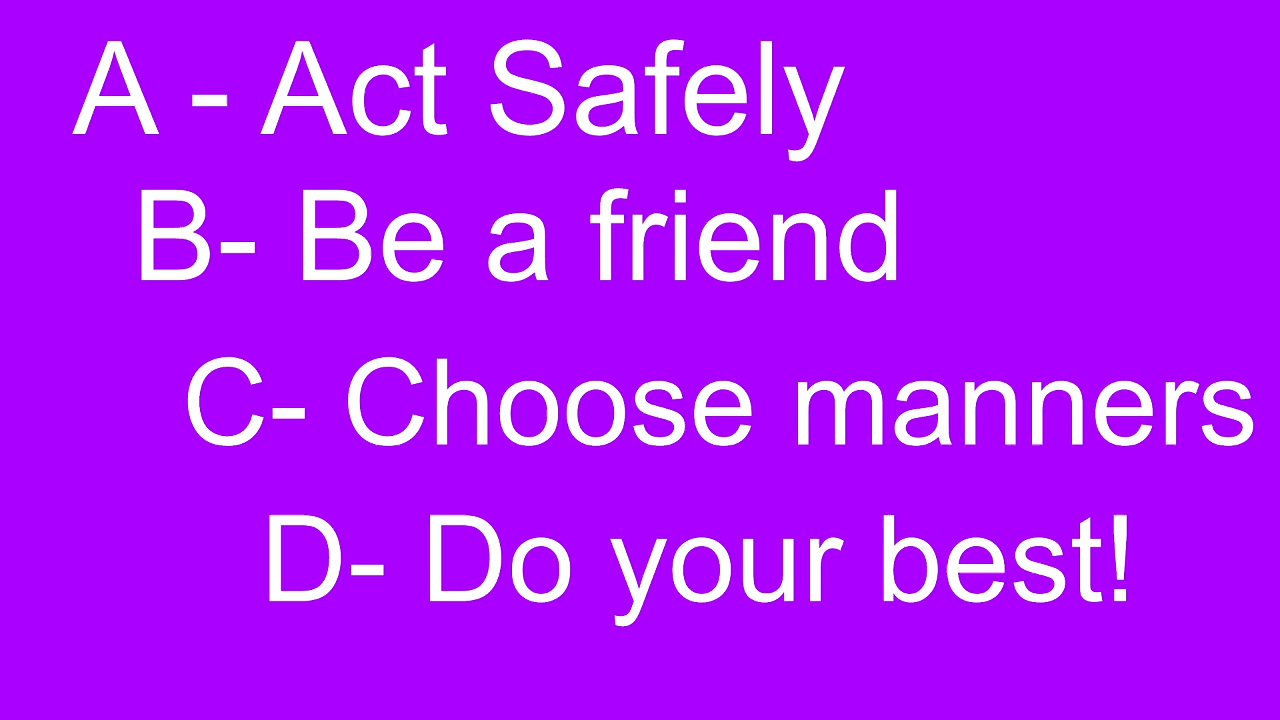 A - Act Safely
B- Be a friend
C- Choose manners
D- Do your best!